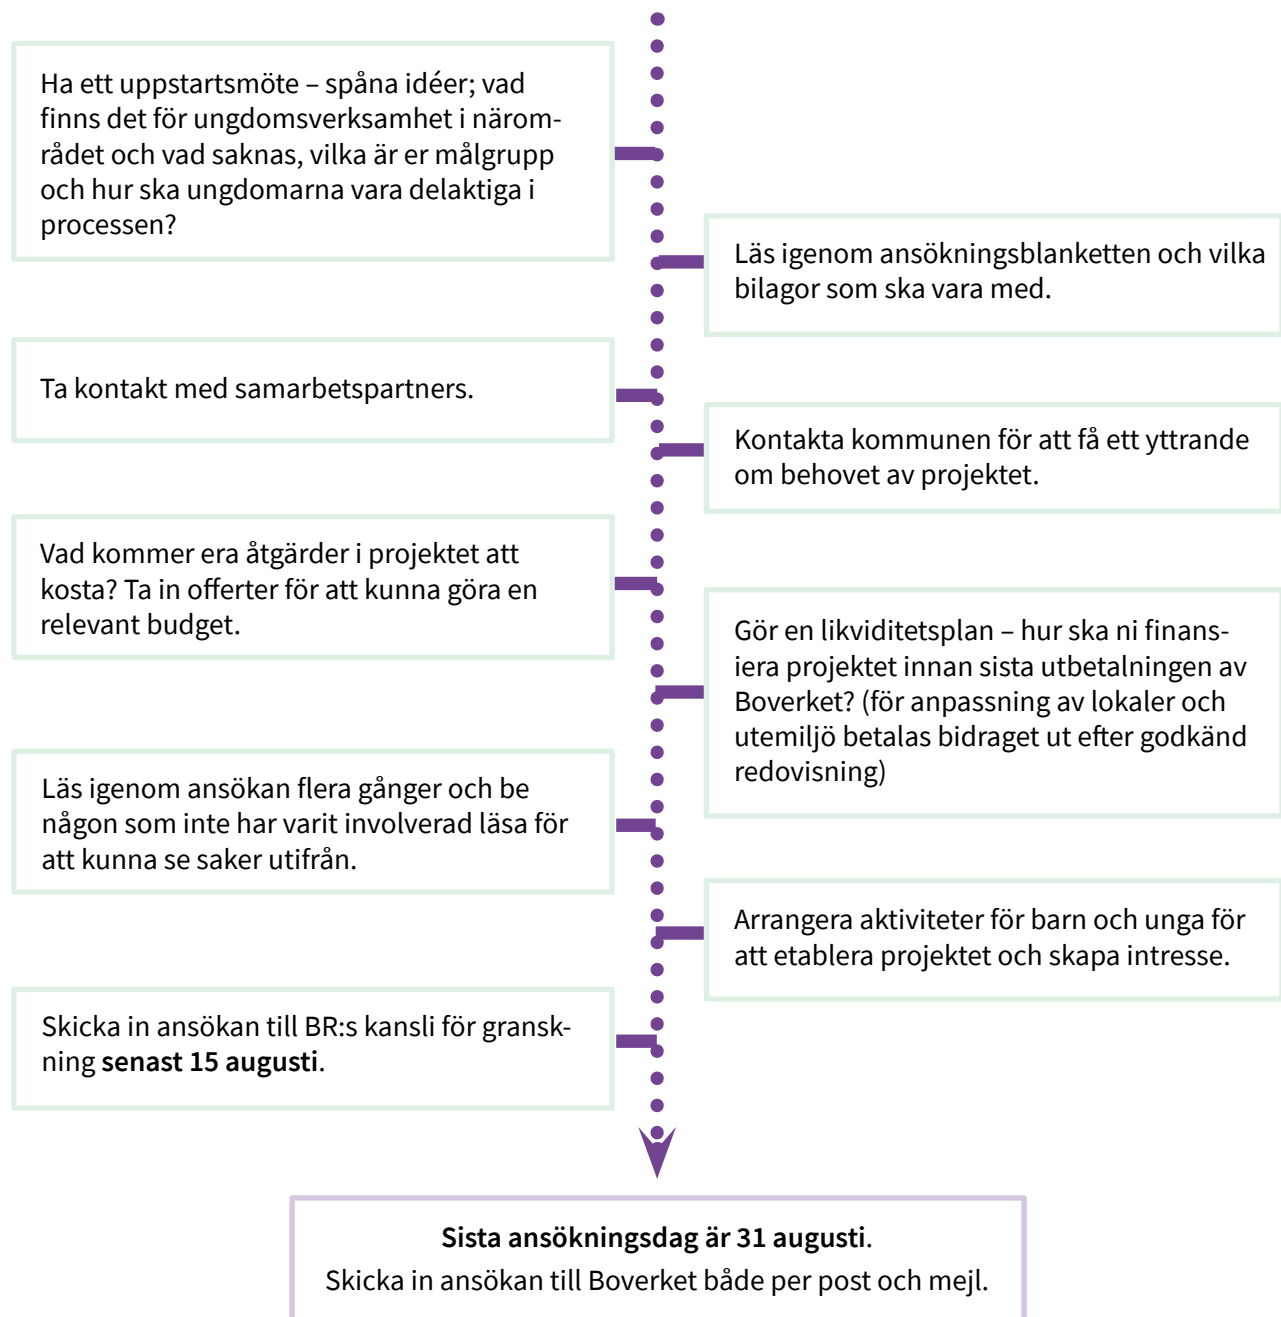 Ha ett uppstartsmöte – spåna idéer; vad
finns det för ungdomsverksamhet i närom-
rådet och vad saknas, vilka är er målgrupp
och hur ska ungdomarna vara delaktiga i
processen?
Läs igenom ansökningsblanketten och vilka
bilagor som ska vara med.
Ta kontakt med samarbetspartners.
Kontakta kommunen för att få ett yttrande
om behovet av projektet.
Vad kommer era åtgärder i projektet att
kosta? Ta in offerter för att kunna göra en
relevant budget.
Gör en likviditetsplan – hur ska ni finans-
iera projektet innan sista utbetalningen av
Boverket? (för anpassning av lokaler och
utemiljö betalas bidraget ut efter godkänd
redovisning)
Läs igenom ansökan flera gånger och be
någon som inte har varit involverad läsa för
att kunna se saker utifrån.
Arrangera aktiviteter för barn och unga för
att etablera projektet och skapa intresse.
Skicka in ansökan till BR:s kansli för gransk-
ning senast 15 augusti.
Sista ansökningsdag är 31 augusti.
Skicka in ansökan till Boverket både per post och mejl.